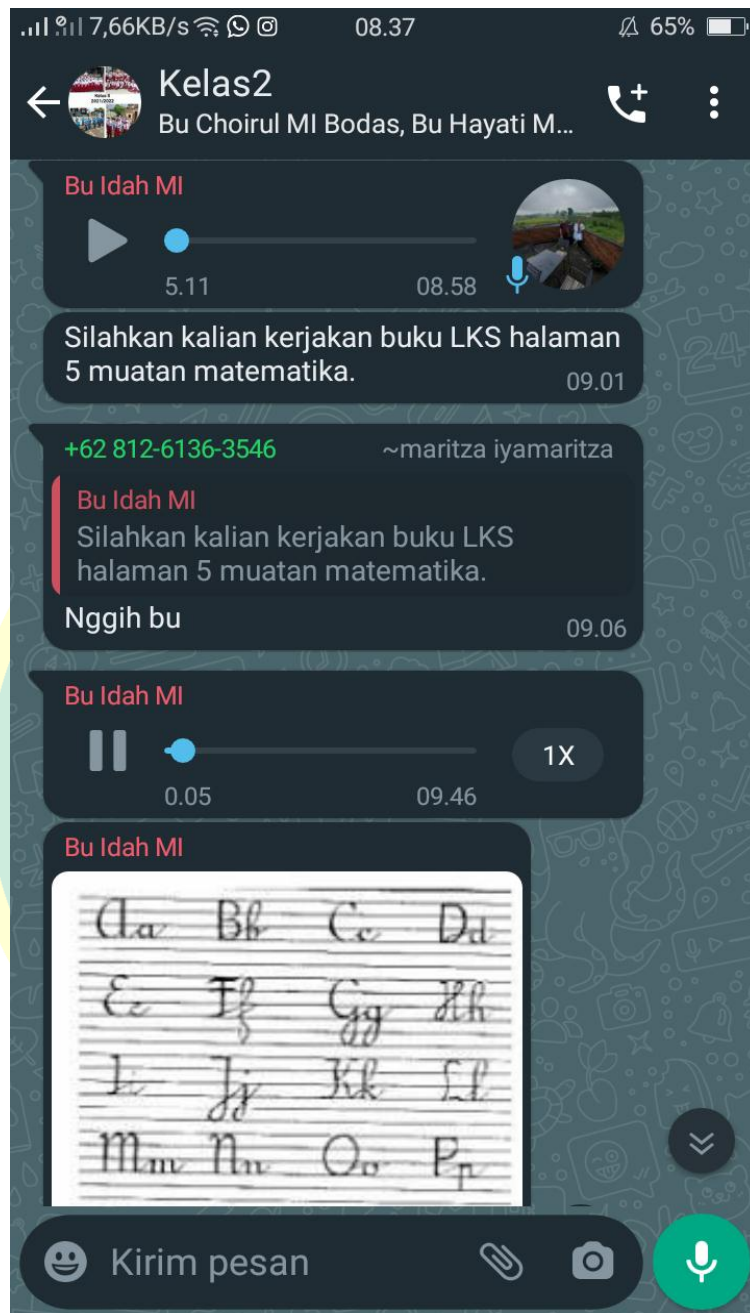 7,66KB/s 08.37 65%
Kelas2
Bu Choirul MI Bodas, Bu Hayati M...
Bu Idah MI
5.11 08.58
Silahkan kalian kerjakan buku LKS halaman
5 muatan matematika. 09.01
24
+62 812-6136-3546 ~maritza iyamaritza
Bu Idah MI
Silahkan kalian kerjakan buku LKS
halaman 5 muatan matematika.
Nggih bu 09.06
Bu Idah MI
1X
0.05 09.46
Bu Idah MI
Aa Bb Cc Dd
Ee Ff Gg Hh
Ii Jj Kk Ll
Mm Nn Oo Pp
Kirim pesan